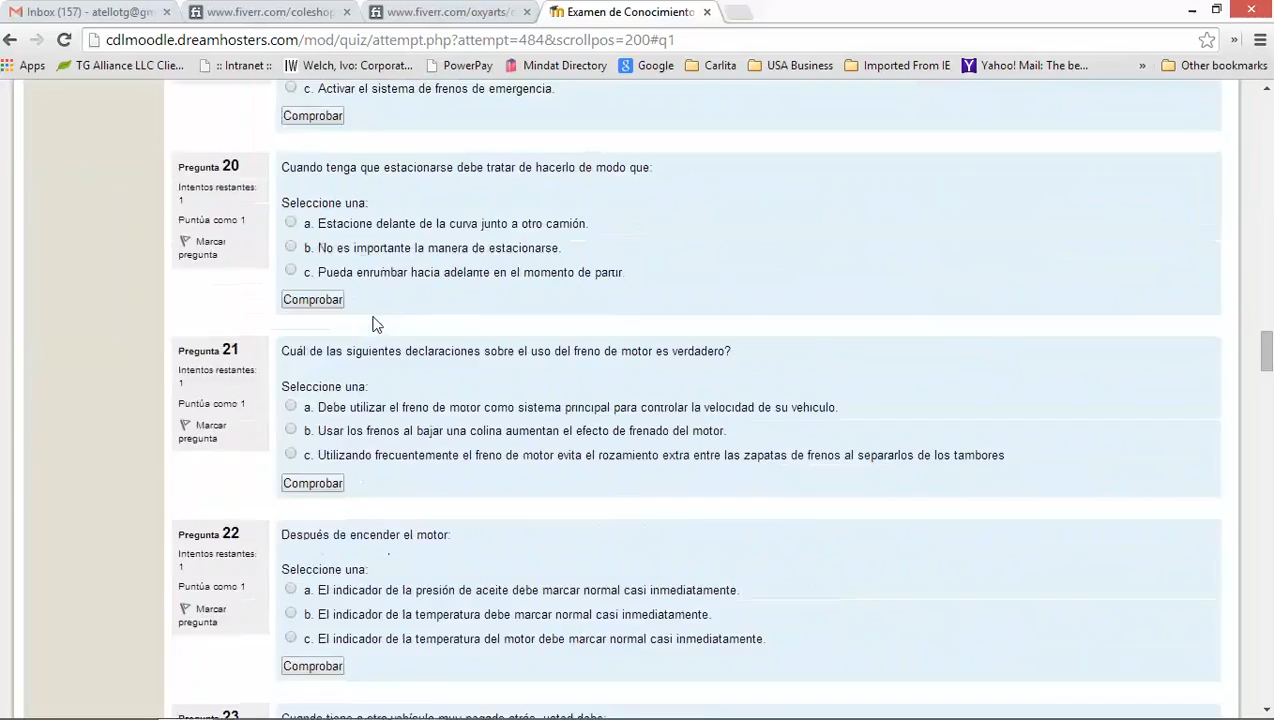 Inbox (157) - atellotg@gm
www.fiverr.com/coleshop
www.fiverr.com/oxyarts/
Examen de Conocimiento
cdlmoodle.dreamhosters.com/mod/quiz/attempt.php?attempt=484&scrollpos=200#q1
Apps
TG Alliance LLC Clie...
:: Intranet ::
Welch, Ivo: Corporat...
PowerPay
Mindat Directory
Google
Carlita
USA Business
Imported From IE
Yahoo! Mail: The be...
»
Other bookmarks
c. Activar el sistema de frenos de emergencia.
Comprobar
Pregunta 20
Intentos restantes:
1
Puntúa como 1
Marcar
pregunta
Cuando tenga que estacionarse debe tratar de hacerlo de modo que:
Seleccione una:
a. Estacione delante de la curva junto a otro camión.
b. No es importante la manera de estacionarse.
c. Pueda enrumbar hacia adelante en el momento de partir.
Comprobar
Pregunta 21
Intentos restantes:
1
Puntúa como 1
Marcar
pregunta
Cuál de las siguientes declaraciones sobre el uso del freno de motor es verdadero?
Seleccione una:
a. Debe utilizar el freno de motor como sistema principal para controlar la velocidad de su vehículo.
b. Usar los frenos al bajar una colina aumentan el efecto de frenado del motor.
c. Utilizando frecuentemente el freno de motor evita el rozamiento extra entre las zapatas de frenos al separarlos de los tambores
Comprobar
Pregunta 22
Intentos restantes:
1
Puntúa como 1
Marcar
pregunta
Después de encender el motor:
Seleccione una:
a. El indicador de la presión de aceite debe marcar normal casi inmediatamente.
b. El indicador de la temperatura debe marcar normal casi inmediatamente.
c. El indicador de la temperatura del motor debe marcar normal casi inmediatamente.
Comprobar
Pregunta 23
Cuando tiene a otro vehículo muy pegado atrás, usted debe: